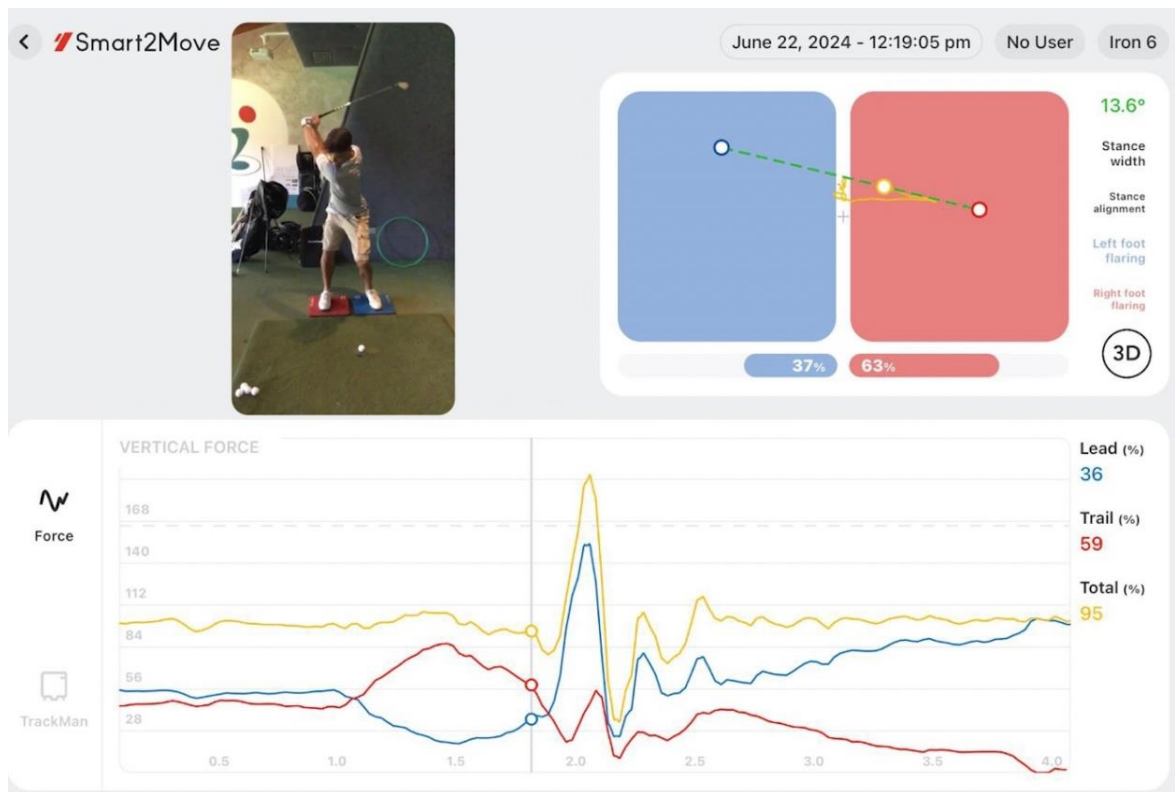 Smart2Move
June 22, 2024 - 12:19:05 pm
No User
Iron 6
13.6°
Stance
width
Stance
alignment
Left foot
flaring
Right foot
flaring
3D
37%
63%
VERTICAL FORCE
Force
TrackMan
168
140
112
84
56
28
0.5
1.0
1.5
2.0
2.5
3.0
3.5
4.0
Lead (%)
36
Trail (%)
59
Total (%)
95